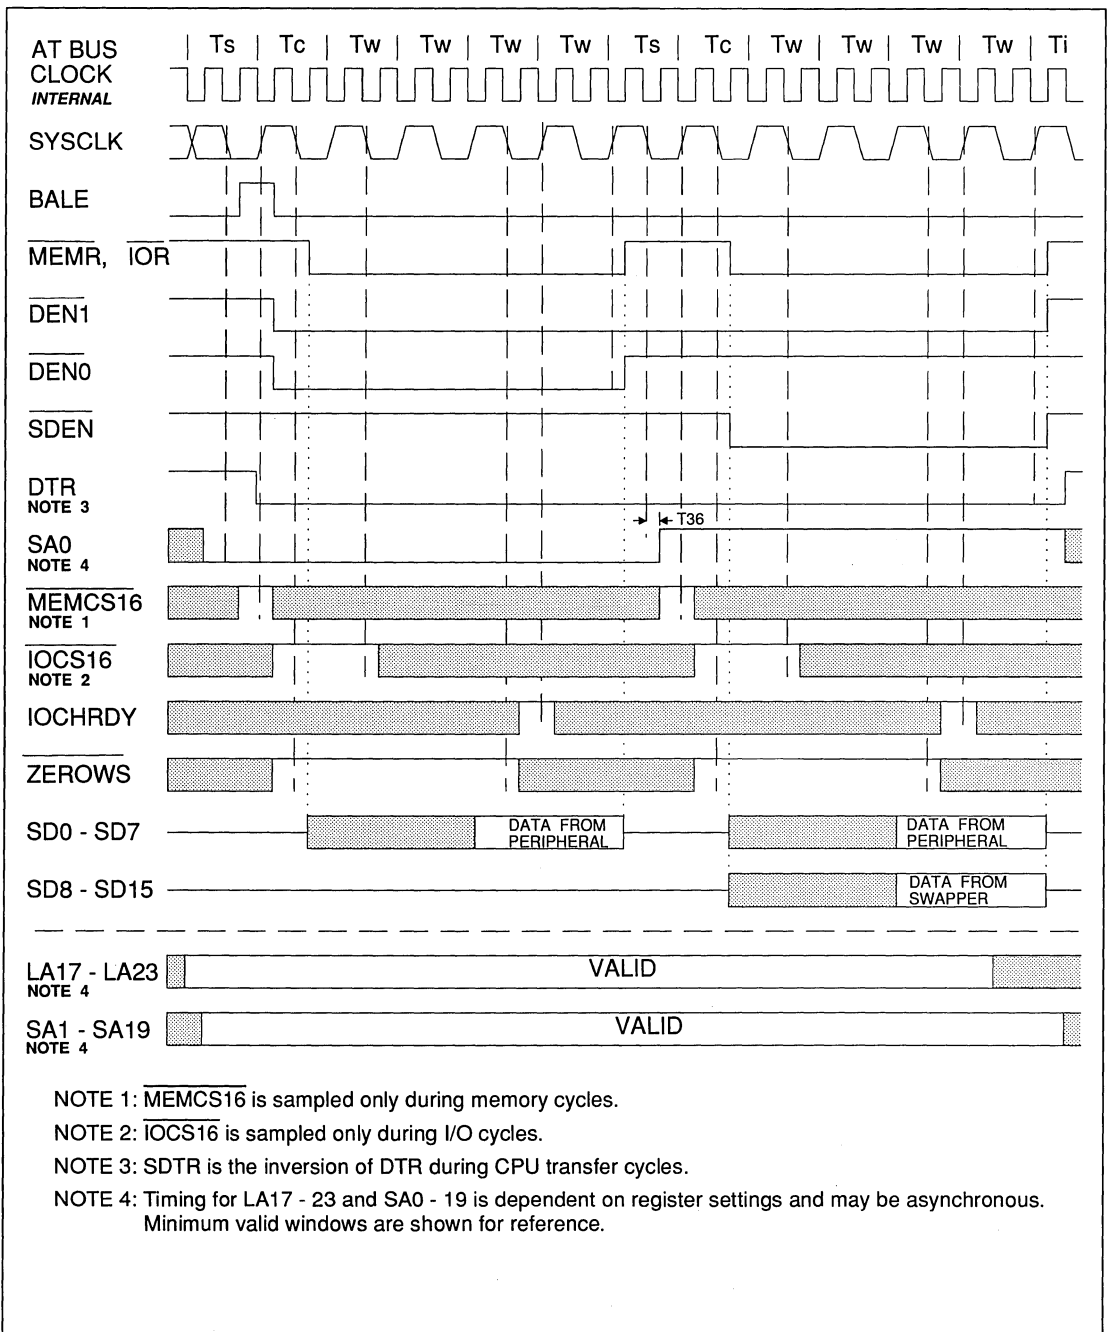 AT BUS
CLOCK
INTERNAL
Ts Tc Tw Tw Tw Tw Ts Tc Tw Tw Tw Tw Ti
SYSCLK
BALE
MEMR, IOR
DEN1
DEN0
SDEN
DTR
NOTE 3
T36
SA0
NOTE 4
MEMCS16
NOTE 1
IOCS16
NOTE 2
IOCHRDY
ZEROWS
SD0 - SD7
DATA FROM
PERIPHERAL
DATA FROM
PERIPHERAL
SD8 - SD15
DATA FROM
SWAPPER
LA17 - LA23
NOTE 4
VALID
SA1 - SA19
NOTE 4
VALID
NOTE 1: MEMCS16 is sampled only during memory cycles.
NOTE 2: IOCS16 is sampled only during I/O cycles.
NOTE 3: SDTR is the inversion of DTR during CPU transfer cycles.
NOTE 4: Timing for LA17 - 23 and SA0 - 19 is dependent on register settings and may be asynchronous.
Minimum valid windows are shown for reference.